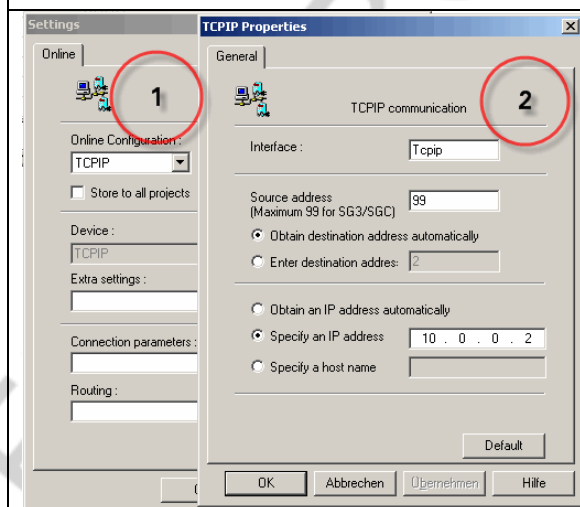 Settings
Online
1
Online Configuration :
TCPIP
Store to all projects
Device :
TCPIP
Extra settings :
Connection parameters :
Routing :
TCPIP Properties
General
2
TCPIP communication
Interface :
Tcpip
Source address
(Maximum 99 for SG3/SGC)
99
Obtain destination address automatically
Enter destination addres:
2
Obtain an IP address automatically
Specify an IP address
10 . 0 . 0 . 2
Specify a host name
Default
OK
Abbrechen
Übernehmen
Hilfe